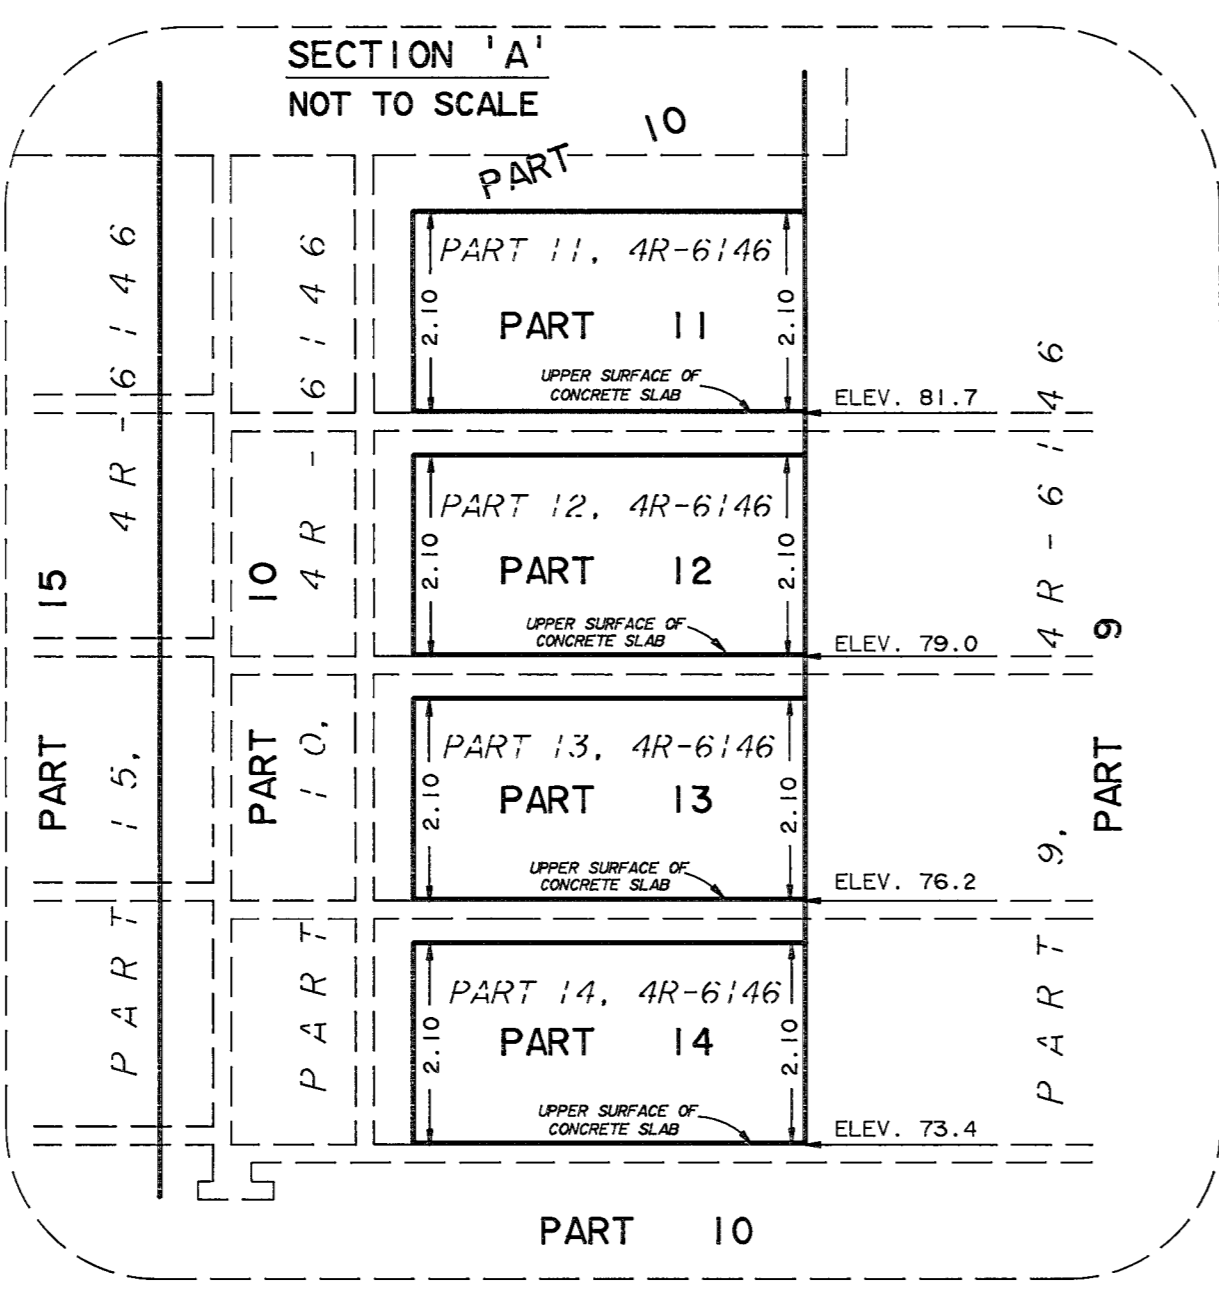 SECTION 'A'
NOT TO SCALE
PART 10
PART 11, 4R-6146
2.10
2.10
PART 11
UPPER SURFACE OF
CONCRETE SLAB
ELEV. 81.7
PART 12, 4R-6146
2.10
2.10
PART 12
UPPER SURFACE OF
CONCRETE SLAB
ELEV. 79.0
PART 13, 4R-6146
2.10
2.10
PART 13
UPPER SURFACE OF
CONCRETE SLAB
ELEV. 76.2
PART 14, 4R-6146
2.10
2.10
PART 14
UPPER SURFACE OF
CONCRETE SLAB
ELEV. 73.4
PART 15
PART 15, 4R-6146
PART 10
PART 10, 4R-6146
PART 9, 4R-6146
PART 9
PART 10